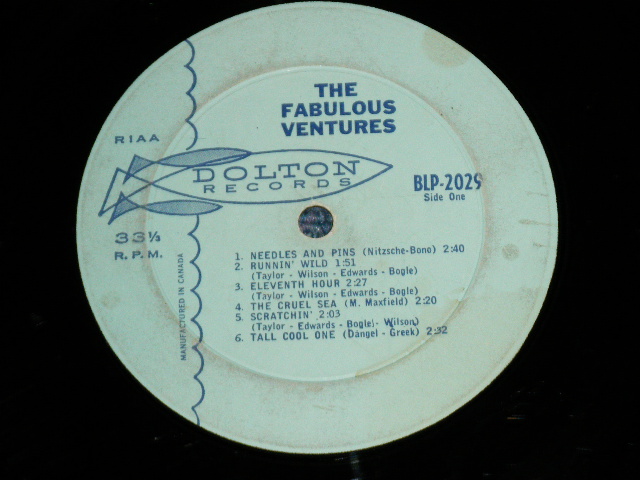 THE
FABULOUS
VENTURES
RIAA
DOLTON
RECORDS
BLP-2029
Side One
33⅓
R.P.M.
MANUFACTURED IN CANADA
1. NEEDLES AND PINS (Nitzsche-Bono) 2:40
2. RUNNIN' WILD 1:51
(Taylor - Wilson - Edwards - Bogle)
3. ELEVENTH HOUR 2:27
(Taylor - Wilson - Edwards - Bogle)
4. THE CRUEL SEA (M. Maxfield) 2:20
5. SCRATCHIN' 2:03
(Taylor - Edwards - Bogle - Wilson)
6. TALL COOL ONE (Dangel - Greek) 2:32